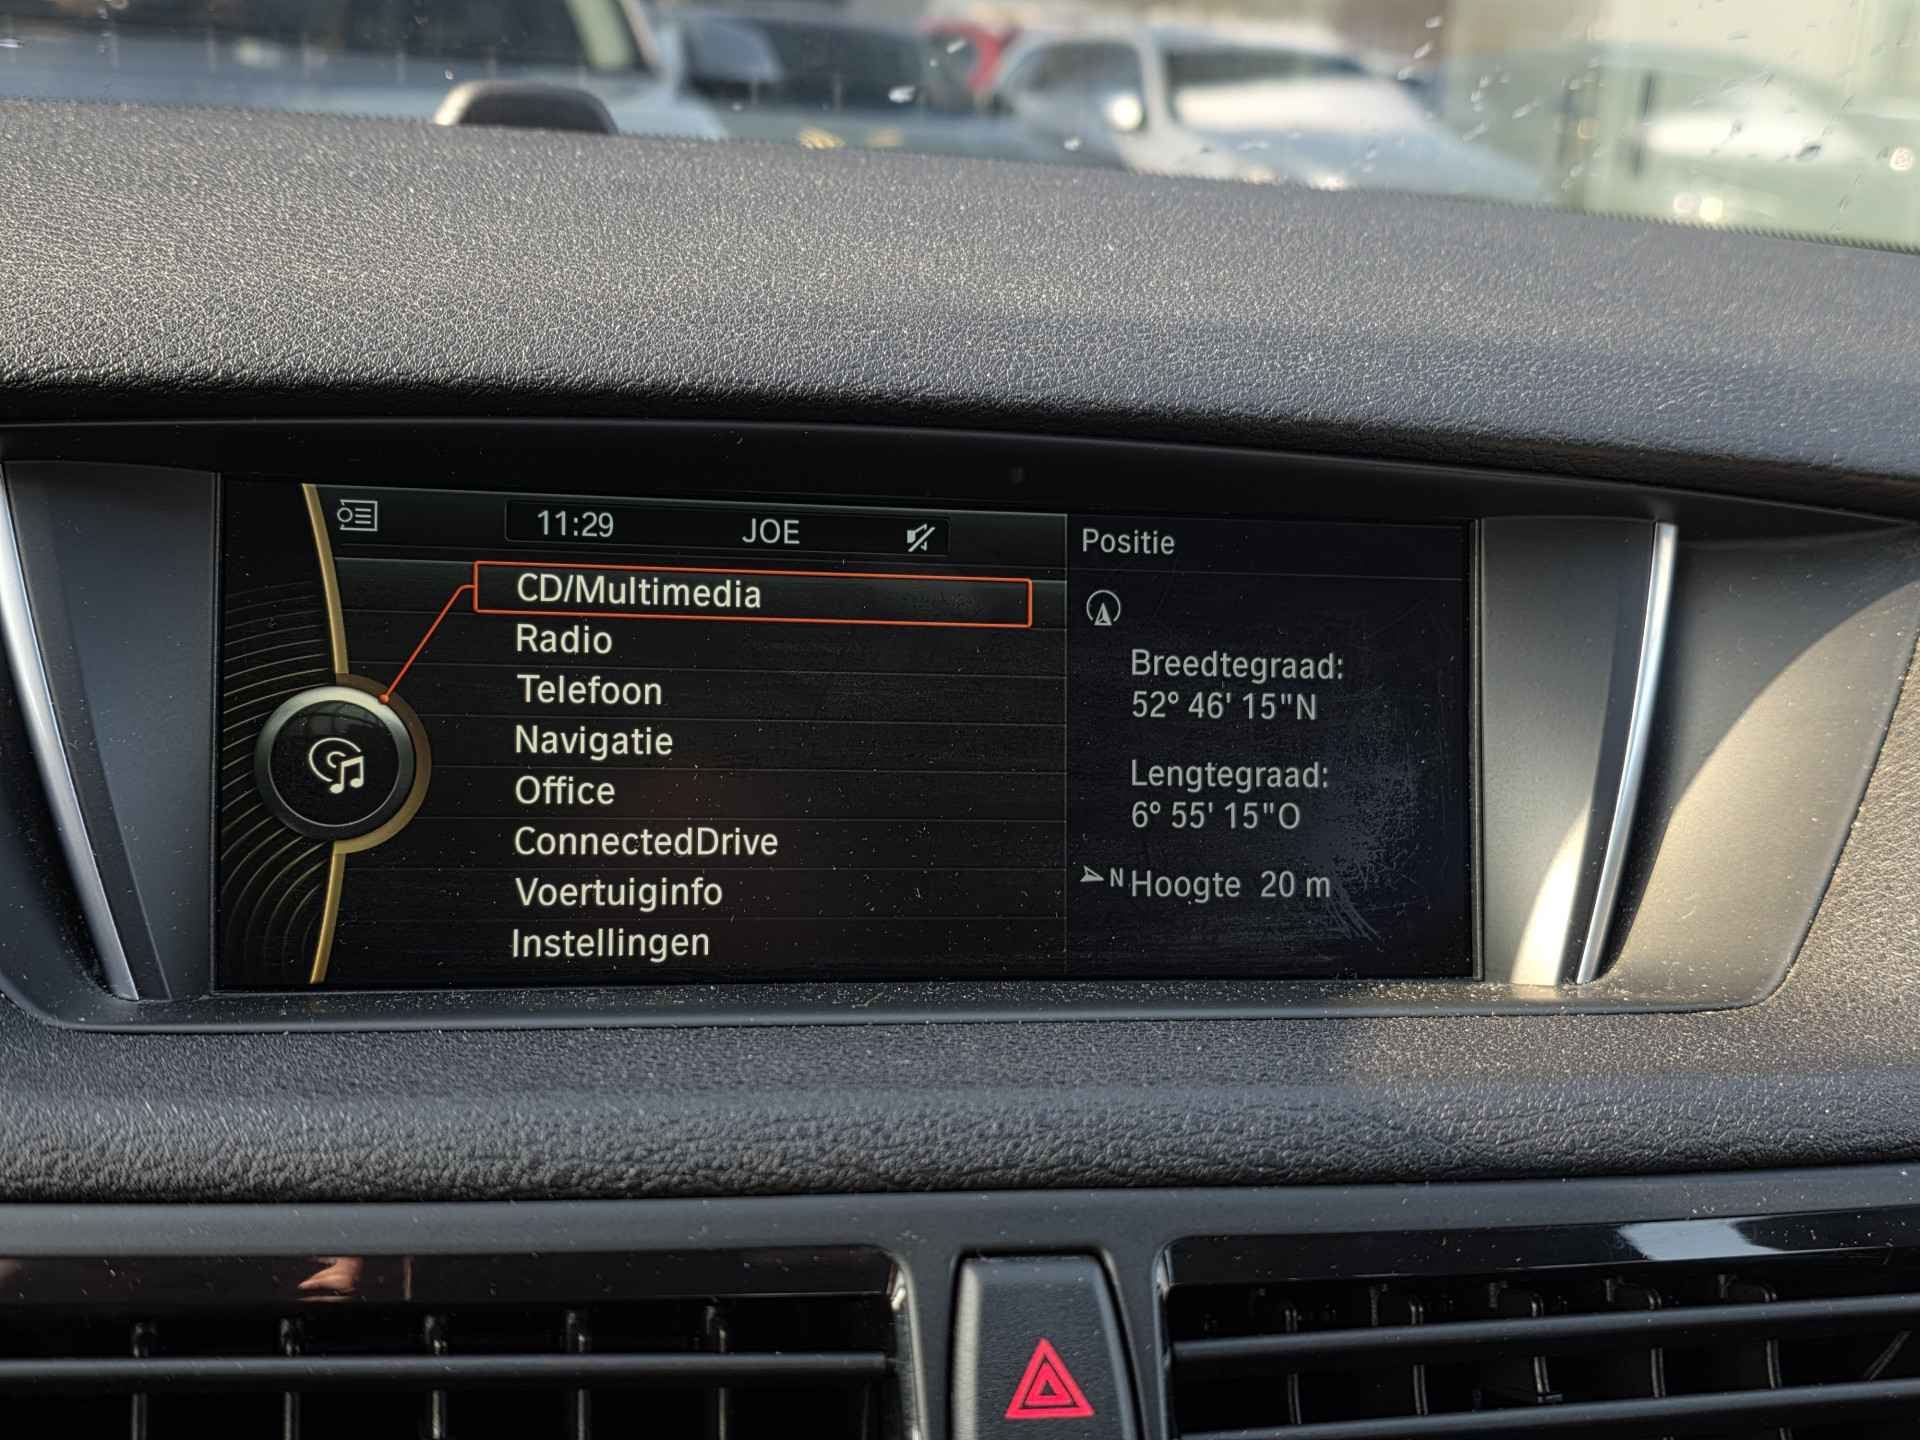 11:29 JOE
CD/Multimedia
Radio
Telefoon
Navigatie
Office
ConnectedDrive
Voertuiginfo
Instellingen
Positie
Breedtegraad:
52° 46' 15"N
Lengtegraad:
6° 55' 15"O
N Hoogte 20 m